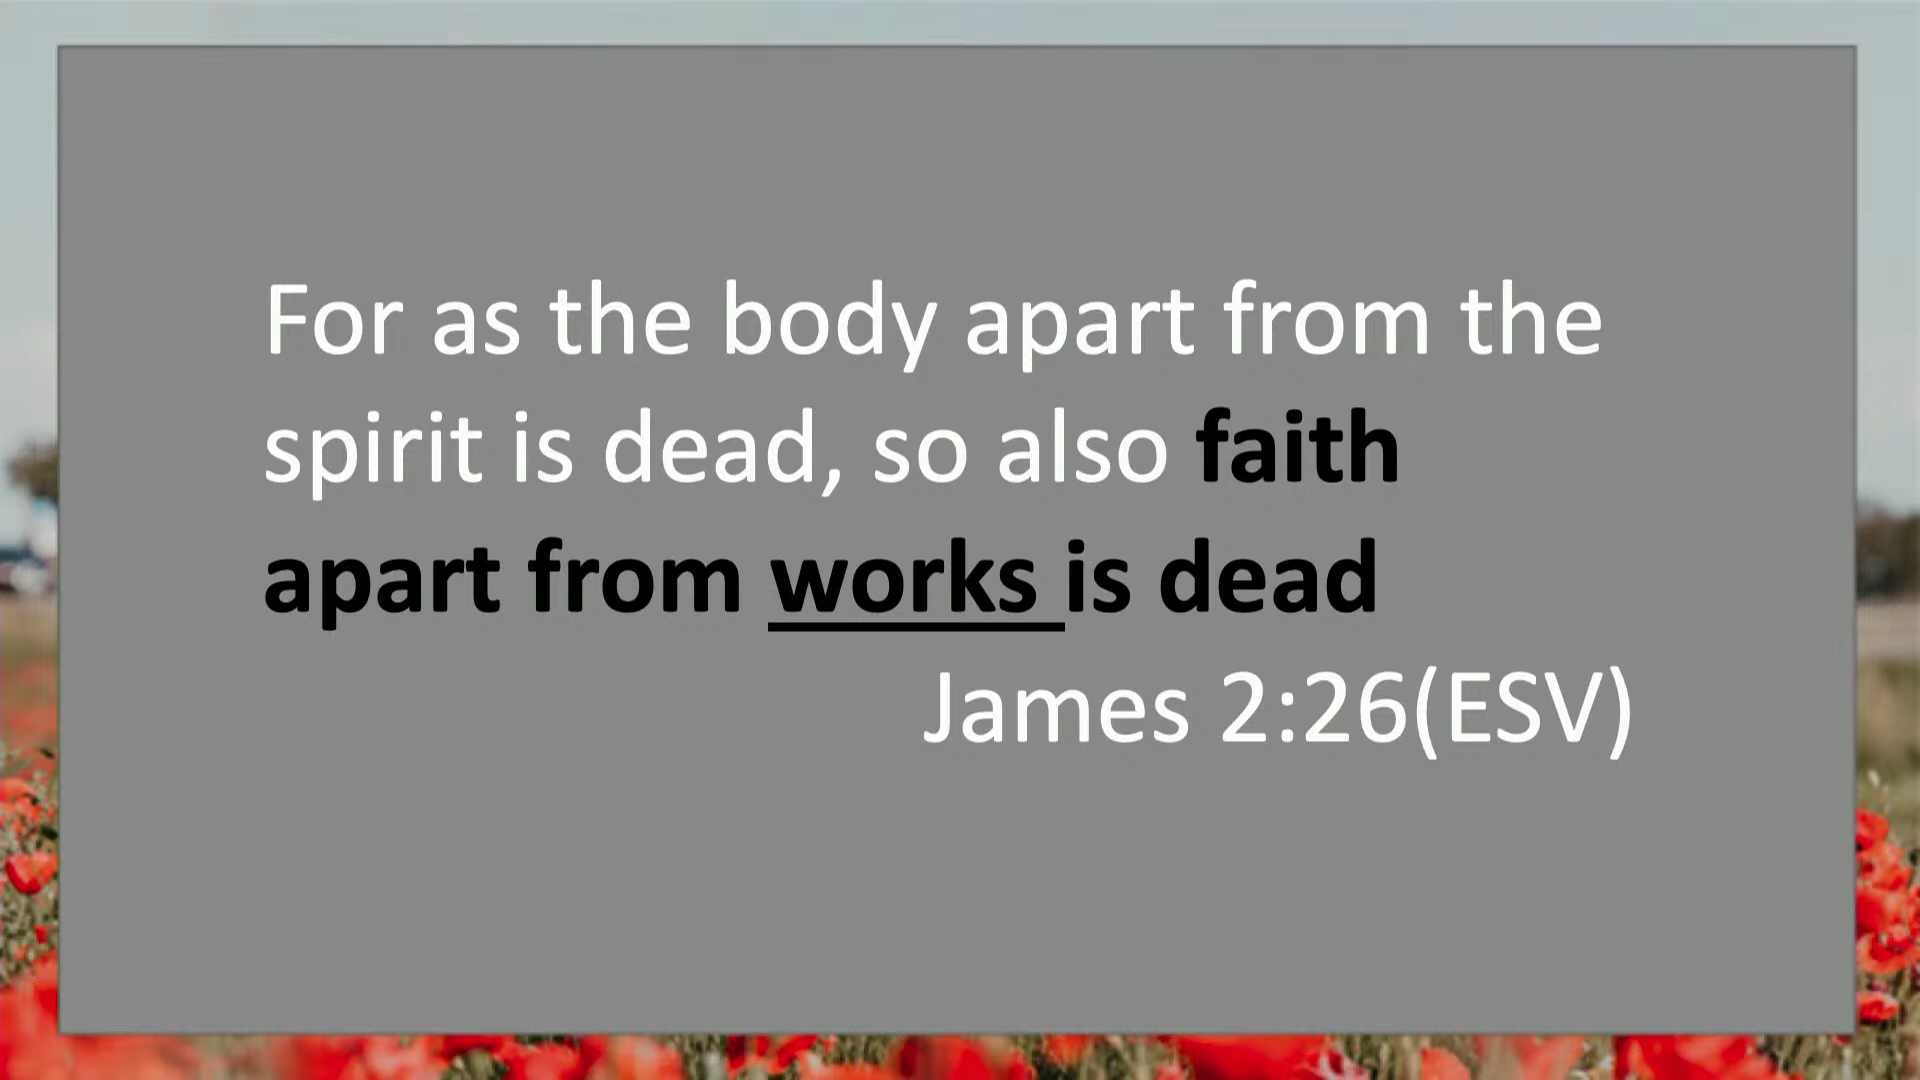 For as the body apart from the
spirit is dead, so also faith
apart from works is dead
James 2:26(ESV)